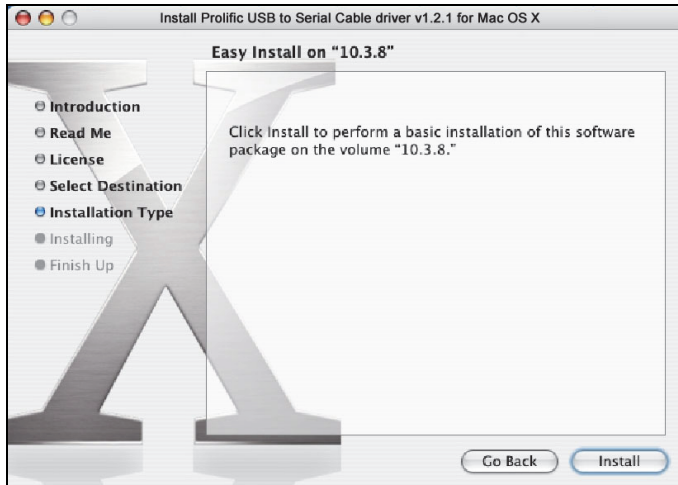 Install Prolific USB to Serial Cable driver v1.2.1 for Mac OS X
Easy Install on “10.3.8”
Introduction
Read Me
License
Select Destination
Installation Type
Installing
Finish Up
Click Install to perform a basic installation of this software
package on the volume “10.3.8.”
Go Back
Install